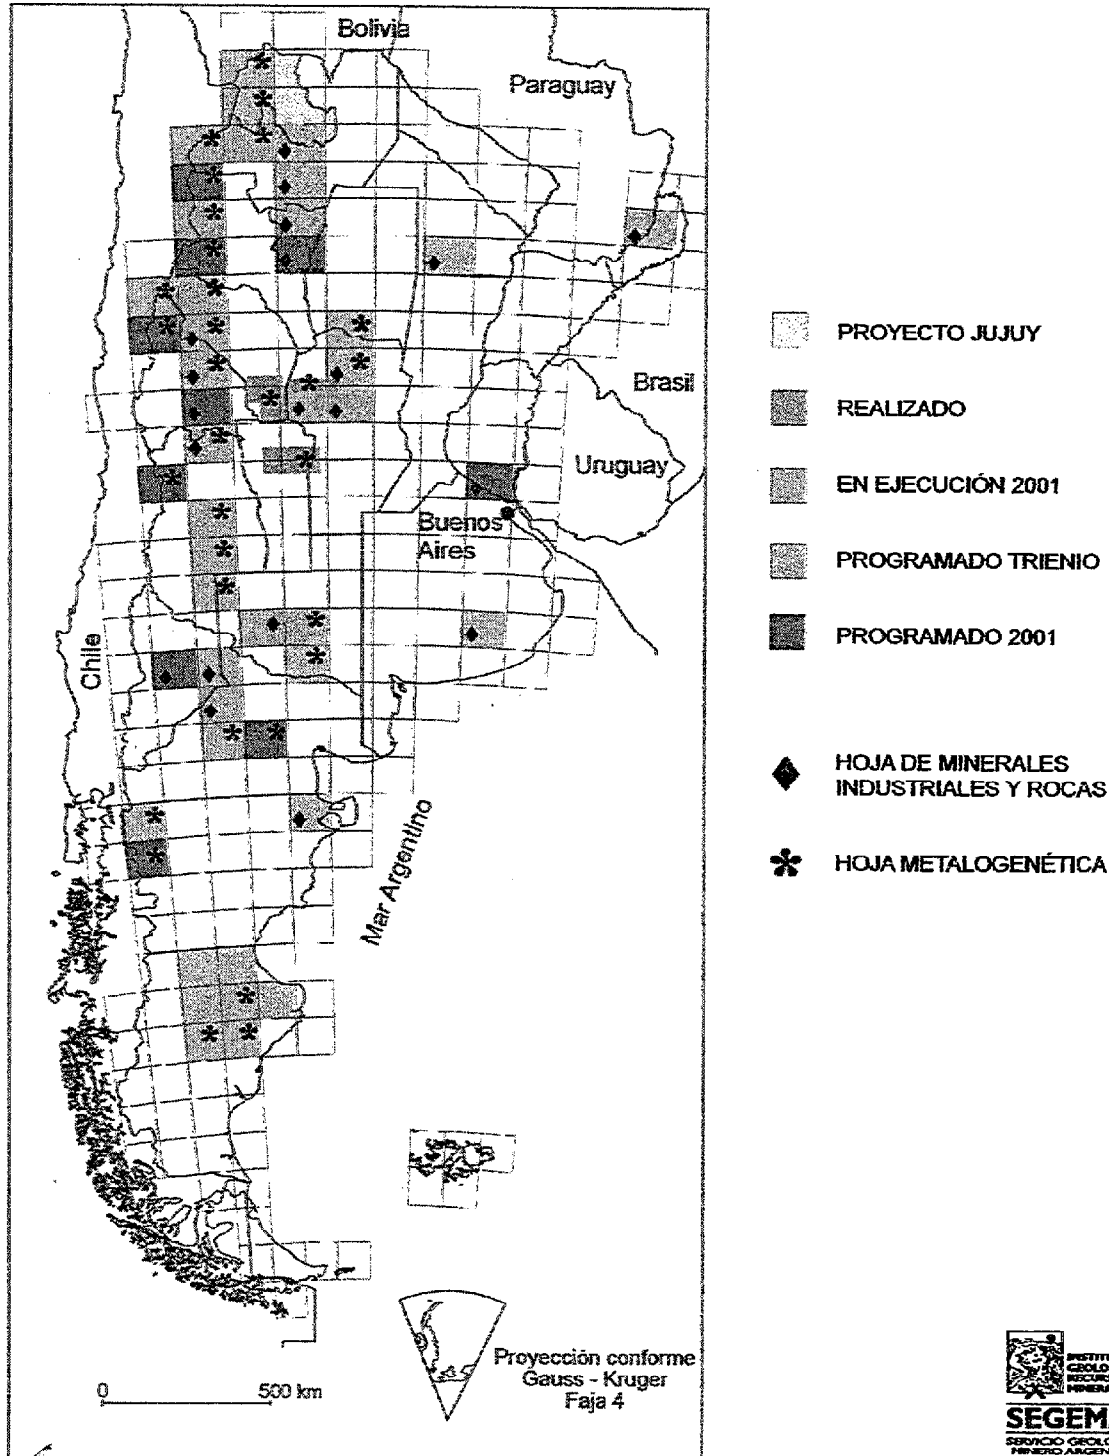 Bolivia
Paraguay
Brasil
Uruguay
Buenos
Aires
Chile
Mar Argentino
PROYECTO JUJUY
REALIZADO
EN EJECUCIÓN 2001
PROGRAMADO TRIENIO
PROGRAMADO 2001
HOJA DE MINERALES
INDUSTRIALES Y ROCAS
HOJA METALOGENÉTICA
0 500 km
Proyección conforme
Gauss - Kruger
Faja 4
SERVICIO